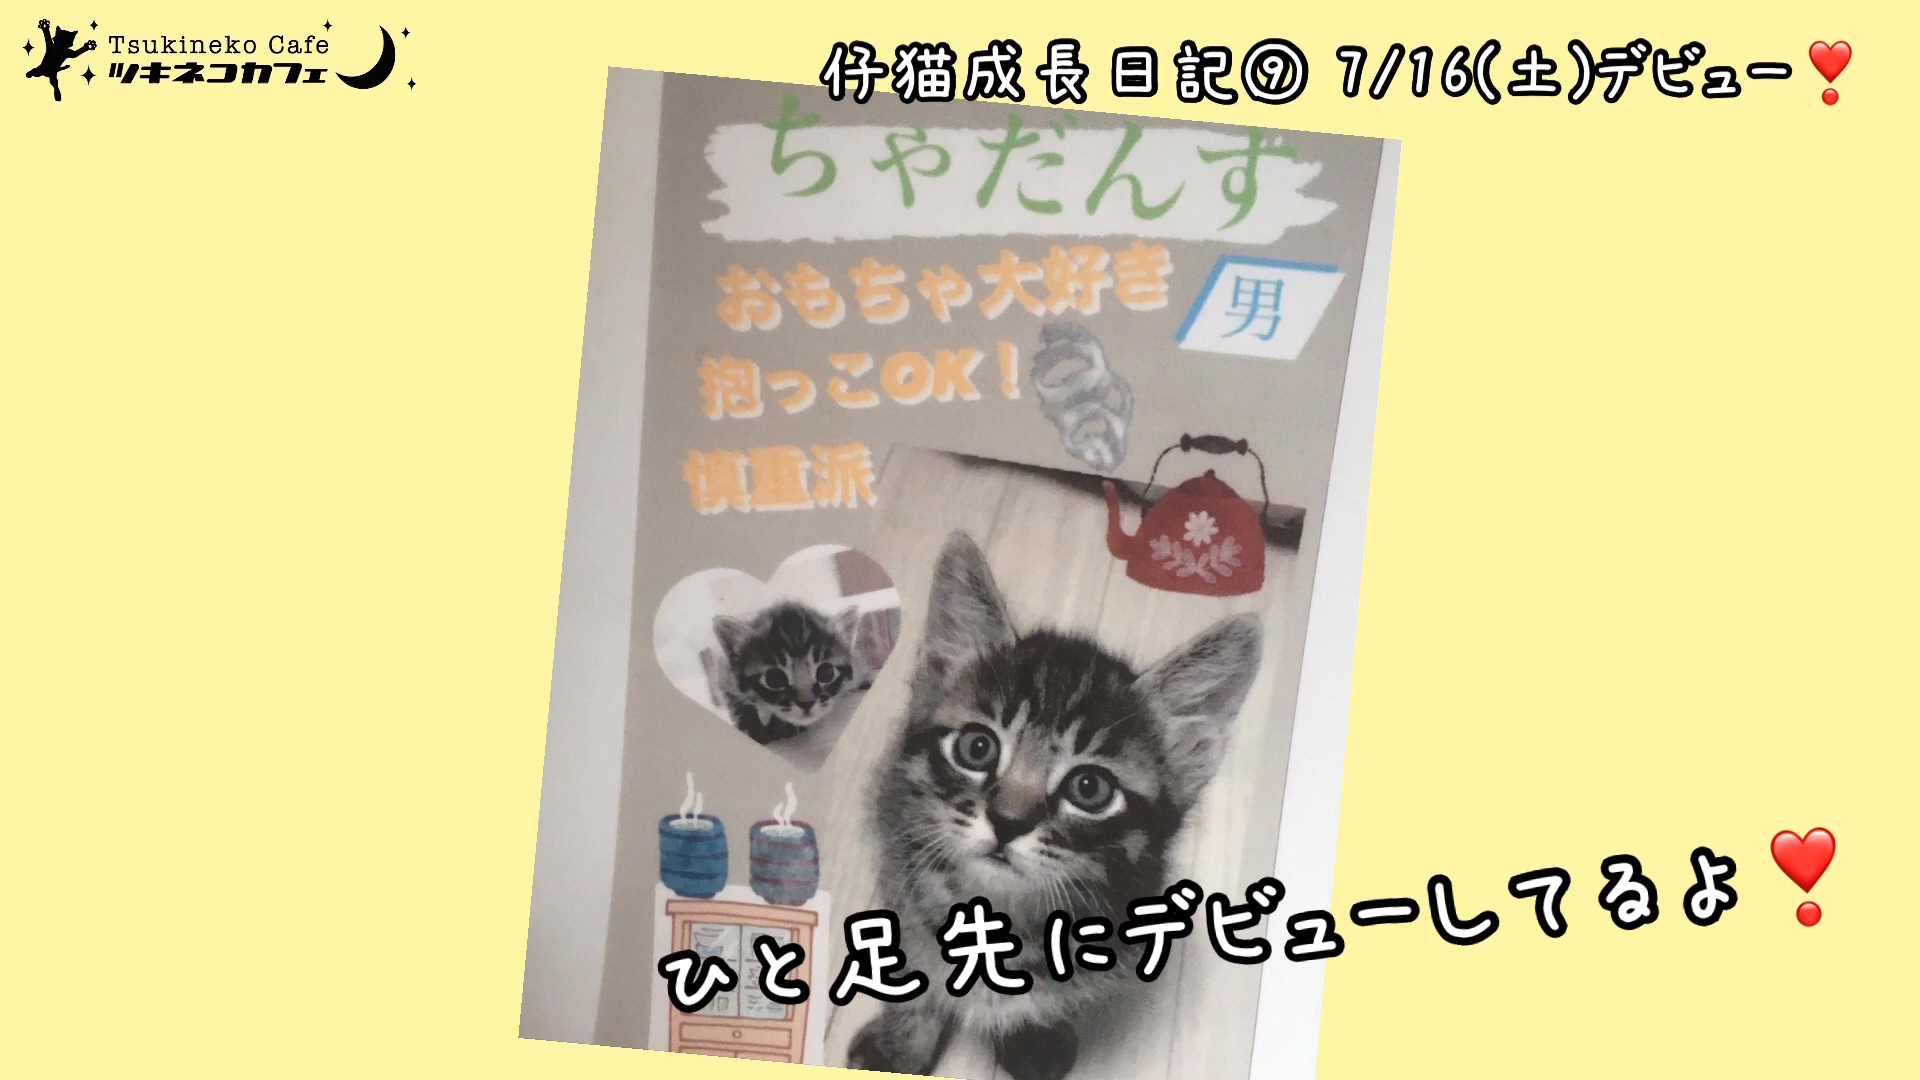 Tsukineko Cafe
ツキネコカフェ
仔猫成長日記⑨ 7/16(土)デビュー❣
ちゃだんす
おもちゃ大好き
男
抱っこOK!
慎重派
ひと足先にデビューしてるよ❣